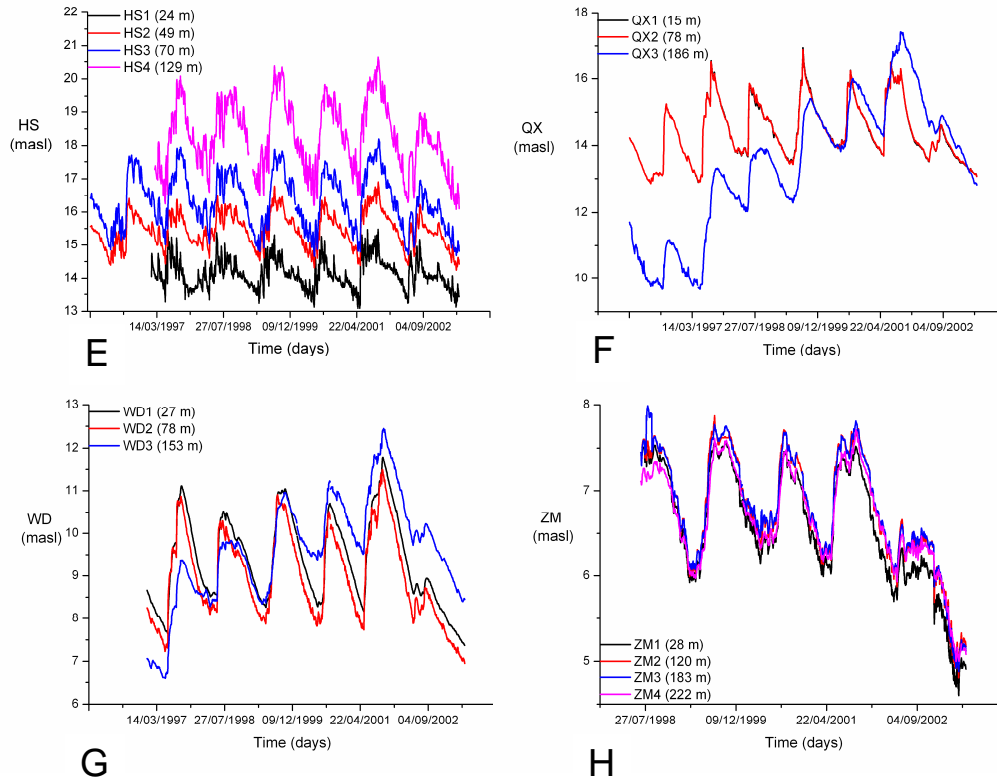 HS1 (24 m)
HS2 (49 m)
HS3 (70 m)
HS4 (129 m)
22
21
20
19
18
17
16
15
14
13
HS
(masl)
14/03/1997 27/07/1998 09/12/1999 22/04/2001 04/09/2002
Time (days)
E
QX1 (15 m)
QX2 (78 m)
QX3 (186 m)
18
16
14
12
10
QX
(masl)
14/03/1997 27/07/1998 09/12/1999 22/04/2001 04/09/2002
Time (days)
F
WD1 (27 m)
WD2 (78 m)
WD3 (153 m)
13
12
11
10
9
8
7
6
WD
(masl)
14/03/1997 27/07/1998 09/12/1999 22/04/2001 04/09/2002
Time (days)
G
8
7
6
5
ZM
(masl)
ZM1 (28 m)
ZM2 (120 m)
ZM3 (183 m)
ZM4 (222 m)
27/07/1998 09/12/1999 22/04/2001 04/09/2002
Time (days)
H